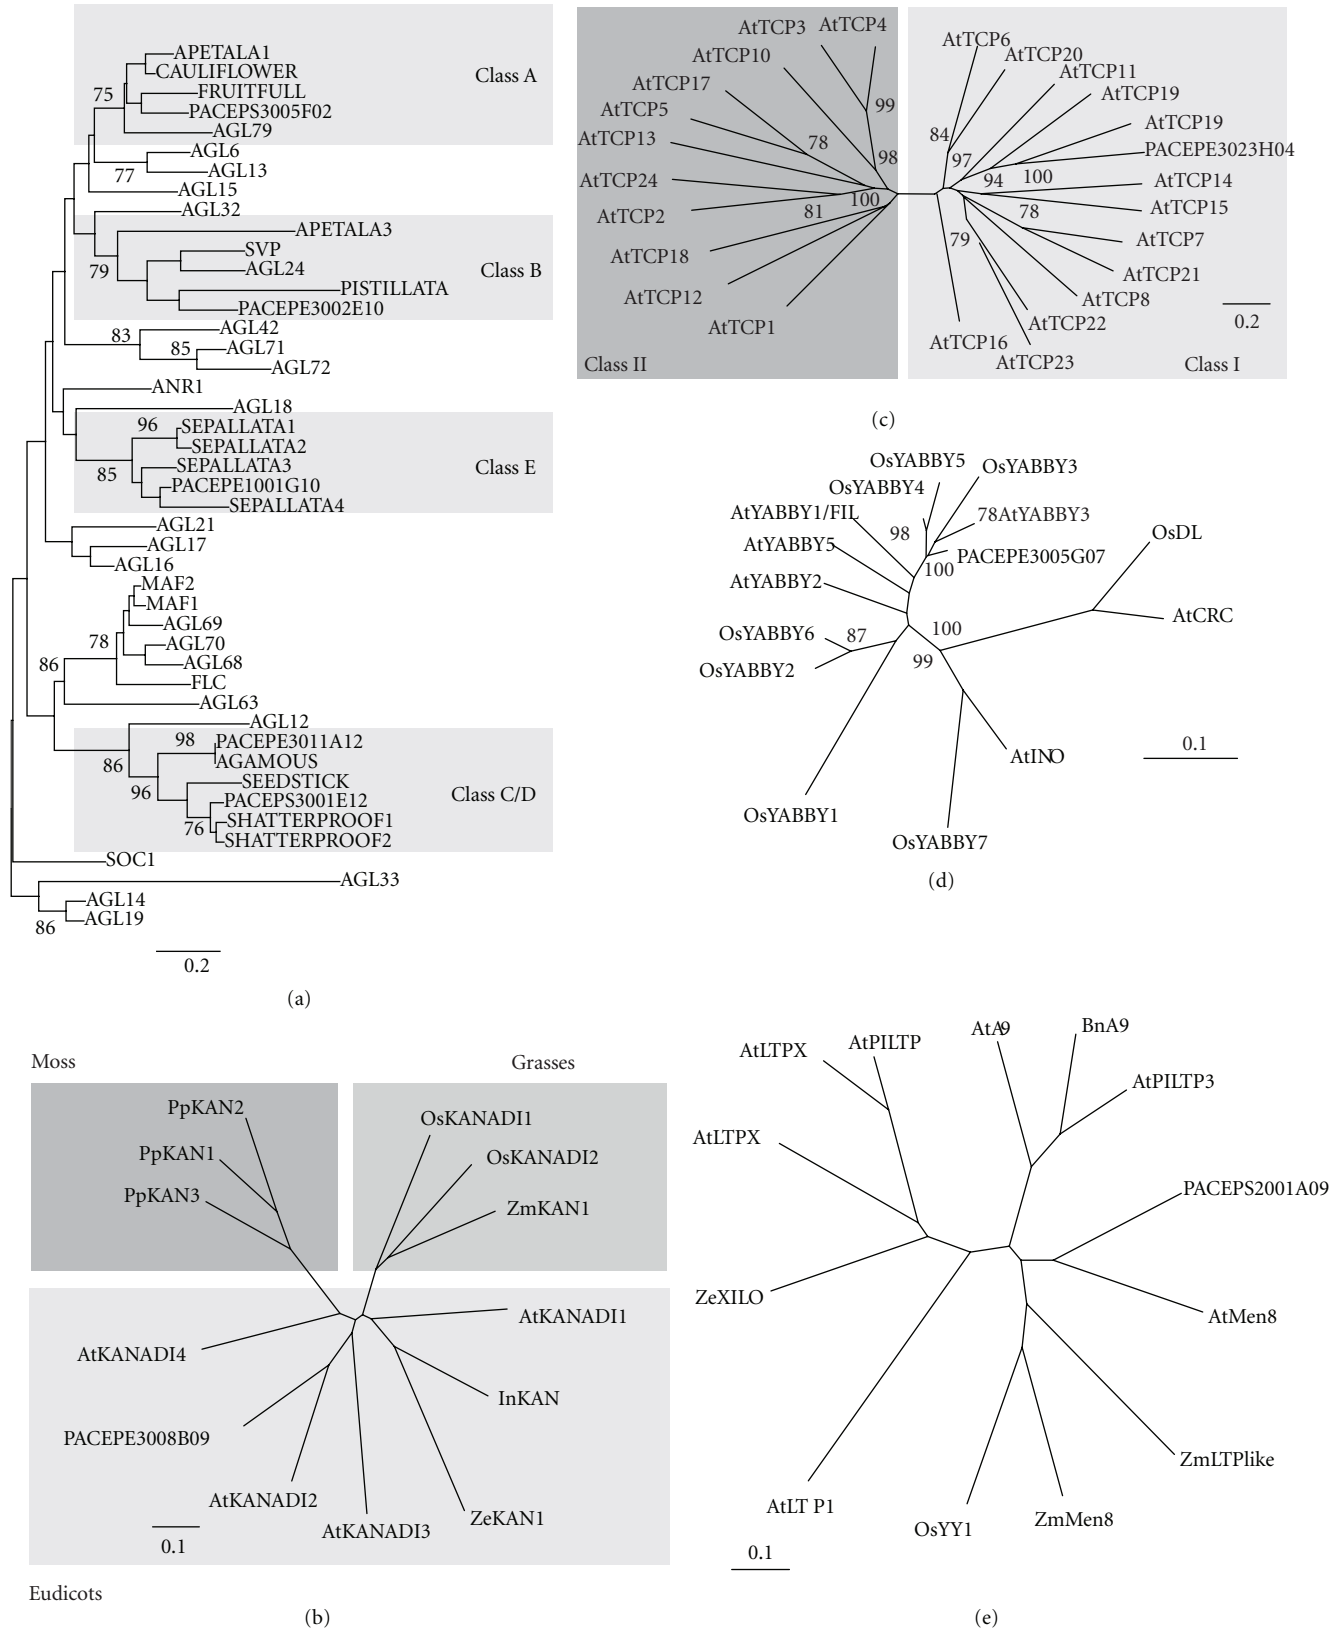 APETALA1
CAULIFLOWER
75
FRUITFULL
PACEPS3005F02
AGL79
Class A
AGL6
77
AGL13
AGL15
AGL32
APETALA3
SVP
79
AGL24
Class B
PISTILLATA
PACEPE3002E10
83
AGL42
85
AGL71
AGL72
ANR1
AGL18
96
SEPALLATA1
SEPALLATA2
85
SEPALLATA3
Class E
PACEPE1001G10
SEPALLATA4
AGL21
AGL17
AGL16
MAF2
MAF1
AGL69
78
AGL70
86
AGL68
FLC
AGL63
AGL12
98
PACEPE3011A12
86
AGAMOUS
SEEDSTICK
96
PACEPS3001E12
Class C/D
76
SHATTERPROOF1
SHATTERPROOF2
SOC1
AGL33
AGL14
86
AGL19
0.2
(a)
AtTCP3
AtTCP4
AtTCP10
AtTCP17
AtTCP5
AtTCP13
AtTCP24
AtTCP2
AtTCP18
AtTCP12
AtTCP1
99
78
98
100
81
Class II
AtTCP6
AtTCP20
AtTCP11
AtTCP19
AtTCP19
PACEPE3023H04
AtTCP14
AtTCP15
AtTCP7
AtTCP21
AtTCP8
AtTCP22
AtTCP16
AtTCP23
84
97
94
100
78
79
0.2
Class I
(c)
OsYABBY5
OsYABBY3
OsYABBY4
AtYABBY1/FIL
78AtYABBY3
98
OsDL
AtYABBY5
PACEPE3005G07
100
AtYABBY2
AtCRC
OsYABBY6
87
100
OsYABBY2
99
AtINO
0.1
OsYABBY1
OsYABBY7
(d)
Moss
Grasses
PpKAN2
PpKAN1
PpKAN3
OsKANADI1
OsKANADI2
ZmKAN1
AtKANADI1
AtKANADI4
InKAN
PACEPE3008B09
AtKANADI2
AtKANADI3
ZeKAN1
0.1
Eudicots
(b)
AtLTPX
AtPILTP
AtA9
BnA9
AtPILTP3
AtLTPX
PACEPS2001A09
ZeXILO
AtMen8
ZmLTPlike
AtLT P1
OsYY1
ZmMen8
0.1
(e)